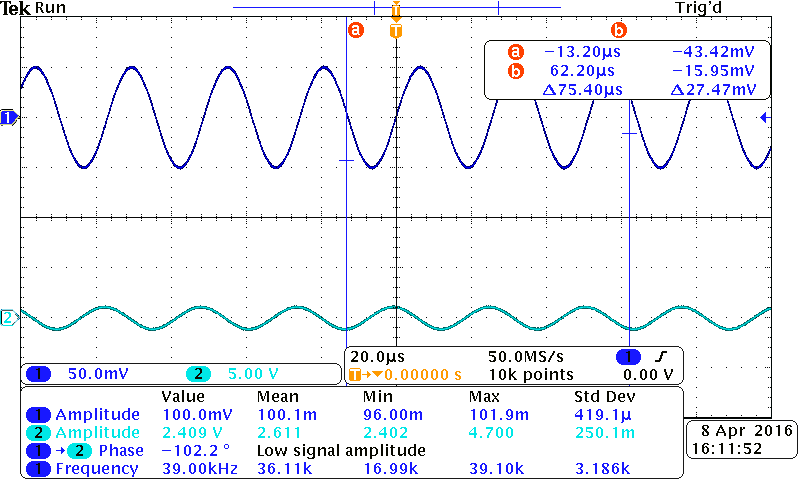 Tek Run Trig'd
a b
T
a −13.20µs −43.42mV
b 62.20µs −15.95mV
Δ75.40µs Δ27.47mV
1
2
20.0µs 50.0MS/s 1
1 50.0mV 2 5.00 V
T→▼0.00000 s 10k points 0.00 V
Value Mean Min Max Std Dev
1 Amplitude 100.0mV 100.1m 96.00m 101.9m 419.1µ
2 Amplitude 2.409 V 2.611 2.402 4.700 250.1m
1 → 2 Phase −102.2 ° Low signal amplitude
1 Frequency 39.00kHz 36.11k 16.99k 39.10k 3.186k
8 Apr 2016
16:11:52